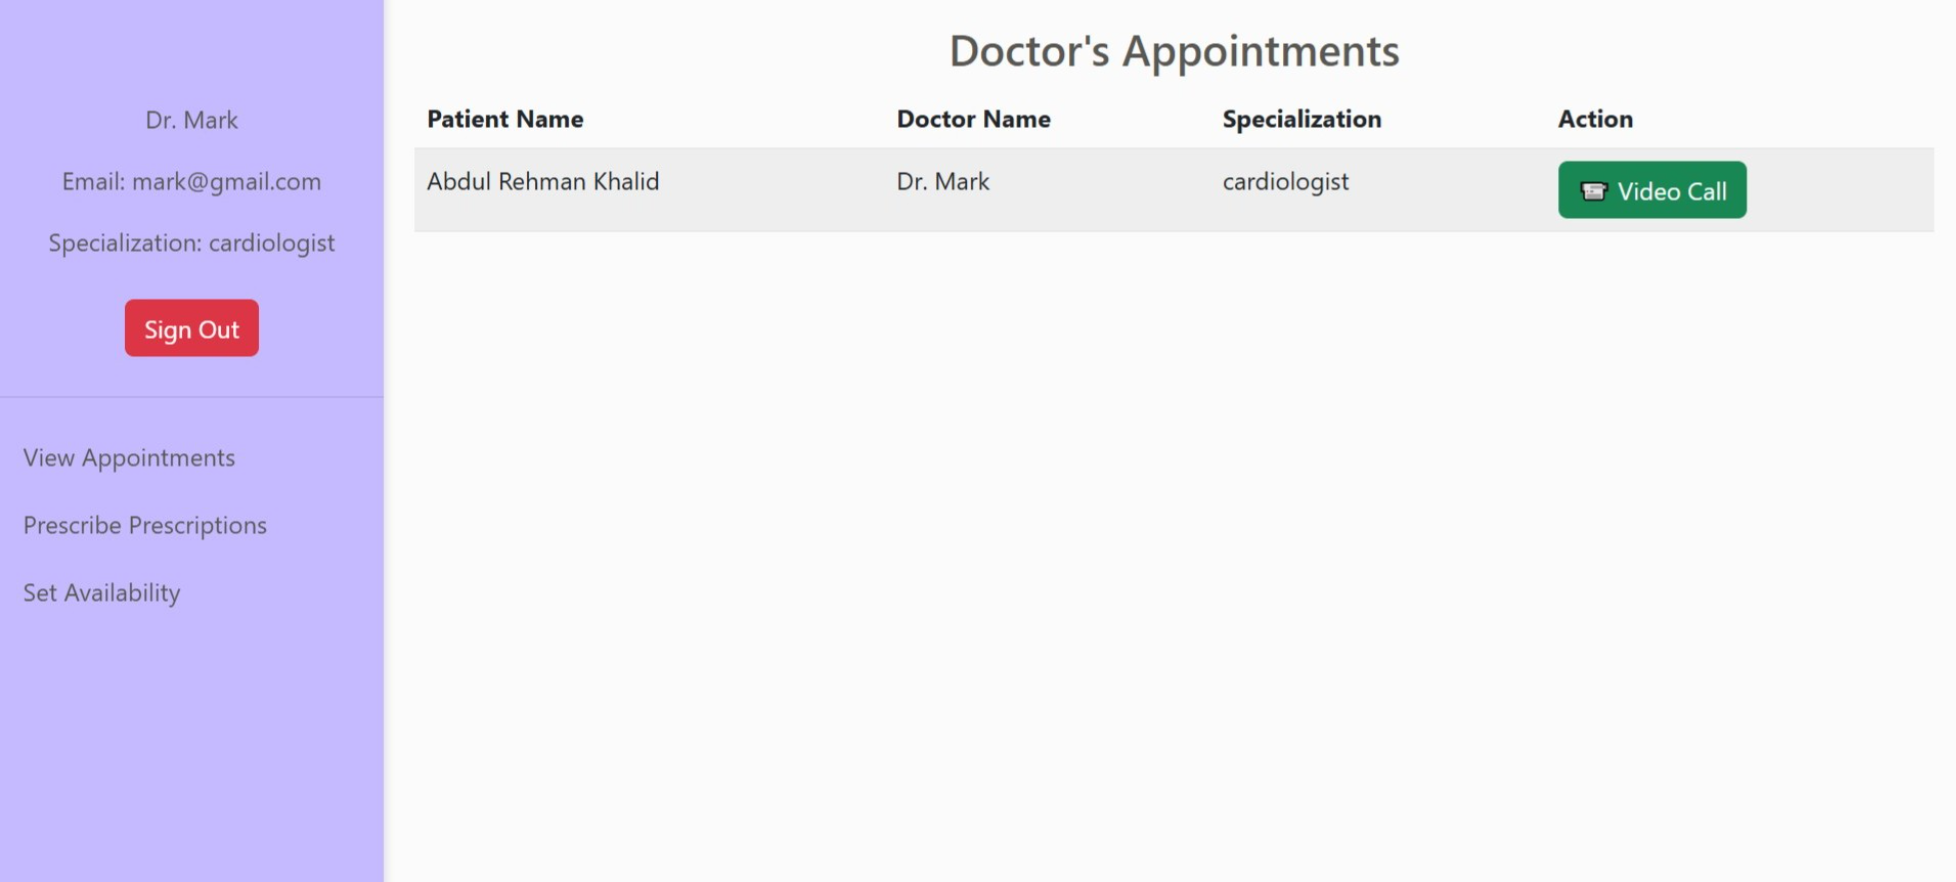 Dr. Mark
Email: mark@gmail.com
Specialization: cardiologist
Sign Out
View Appointments
Prescribe Prescriptions
Set Availability
Doctor's Appointments
Patient Name Doctor Name Specialization Action
Abdul Rehman Khalid Dr. Mark cardiologist Video Call